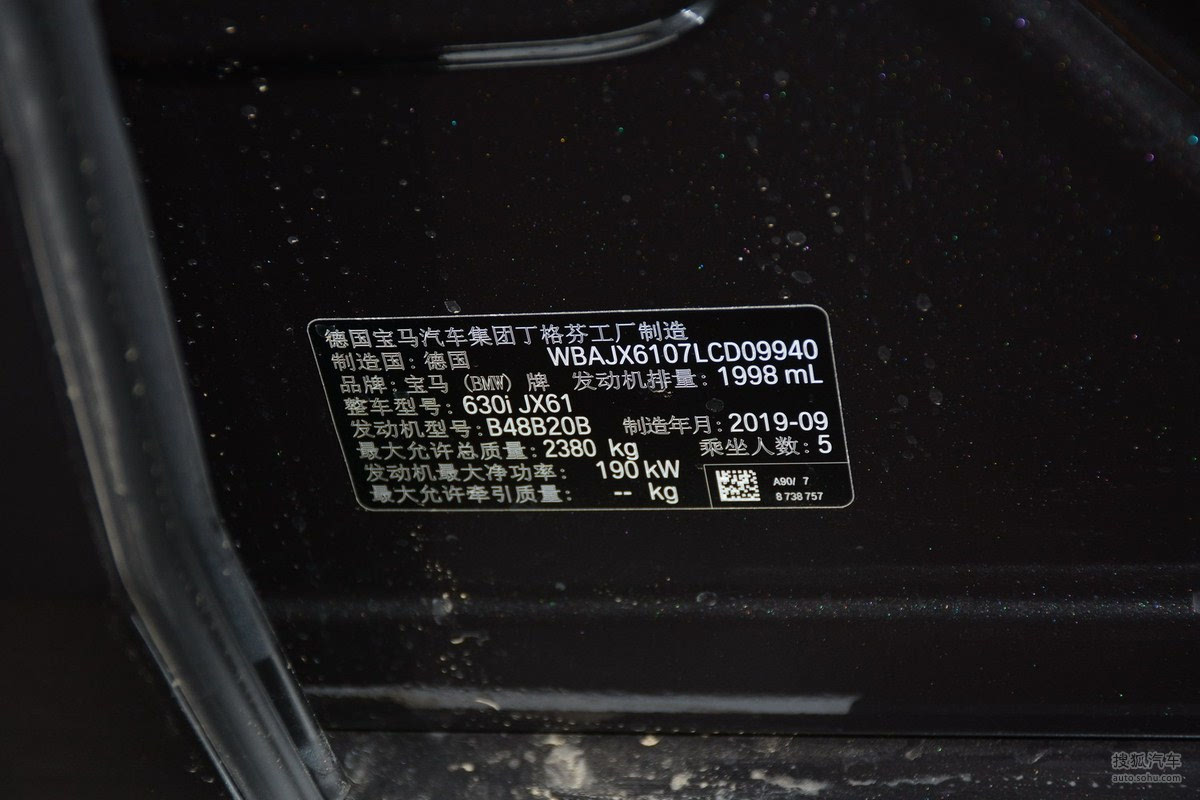 德国宝马汽车集团丁格芬工厂制造
制造国：德国 WBAJX6107LCD09940
品牌：宝马（BMW）牌 发动机排量：1998 mL
整车型号：630i JX61
发动机型号：B48B20B 制造年月：2019-09
最大允许总质量：2380 kg 乘坐人数：5
发动机最大净功率： 190 kW
最大允许牵引质量： -- kg
A90/ 7
8 738 757
搜狐汽车
auto.sohu.com